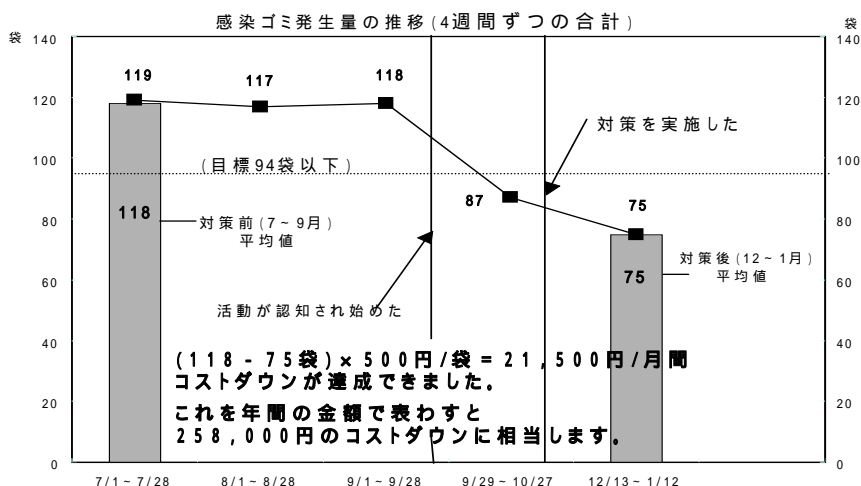 感染ゴミ発生量の推移(4週間ずつの合計)
袋
袋
140
120
100
80
60
40
20
0
140
120
100
80
60
40
20
0
119
117
118
対策を実施した
(目標94袋以下)
87
75
118
対策前(7~9月)
平均値
対策後(12~1月)
平均値
75
活動が認知され始めた
(118-75袋)×500円/袋=21,500円/月間
コストダウンが達成できました。
これを年間の金額で表わすと
258,000円のコストダウンに相当します。
7/1~7/28
8/1~8/28
9/1~9/28
9/29~10/27
12/13~1/12